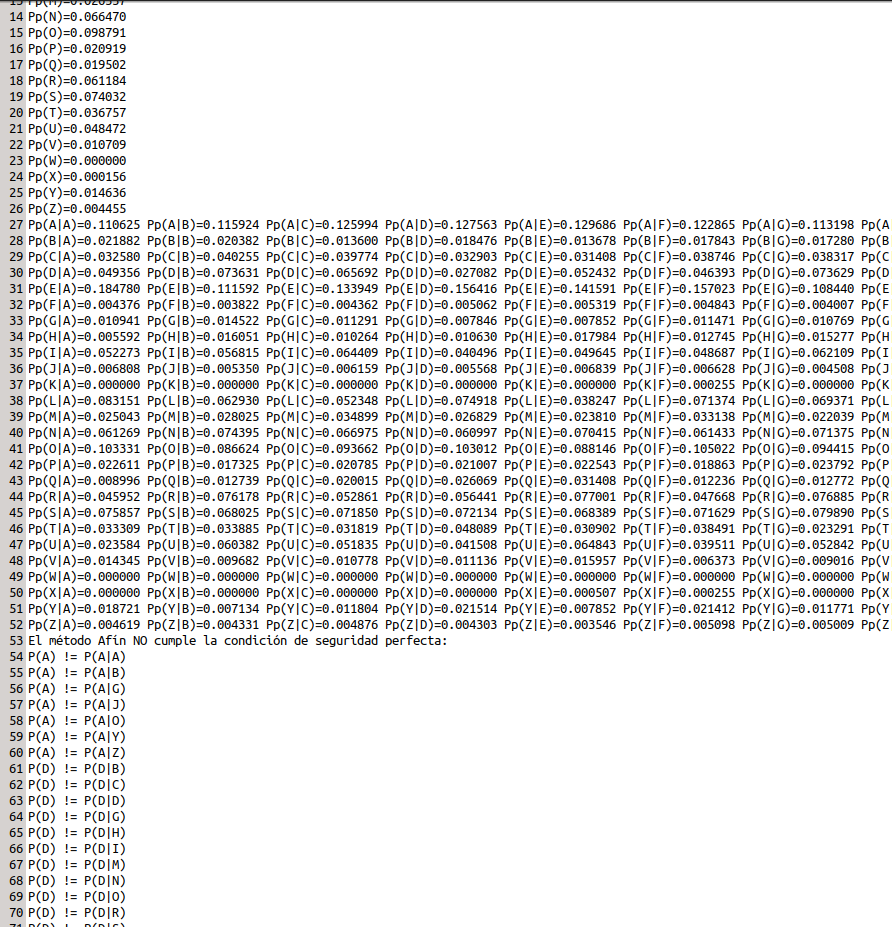 14 Pp(N)=0.066470
15 Pp(O)=0.098791
16 Pp(P)=0.020919
17 Pp(Q)=0.019502
18 Pp(R)=0.061184
19 Pp(S)=0.074032
20 Pp(T)=0.036757
21 Pp(U)=0.048472
22 Pp(V)=0.010709
23 Pp(W)=0.000000
24 Pp(X)=0.000156
25 Pp(Y)=0.014636
26 Pp(Z)=0.004455
27 Pp(A|A)=0.110625 Pp(A|B)=0.115924 Pp(A|C)=0.125994 Pp(A|D)=0.127563 Pp(A|E)=0.129686 Pp(A|F)=0.122865 Pp(A|G)=0.113198 Pp(A
28 Pp(B|A)=0.021882 Pp(B|B)=0.020382 Pp(B|C)=0.013600 Pp(B|D)=0.018476 Pp(B|E)=0.013678 Pp(B|F)=0.017843 Pp(B|G)=0.017280 Pp(B
29 Pp(C|A)=0.032580 Pp(C|B)=0.040255 Pp(C|C)=0.039774 Pp(C|D)=0.032903 Pp(C|E)=0.031408 Pp(C|F)=0.038746 Pp(C|G)=0.038317 Pp(C
30 Pp(D|A)=0.049356 Pp(D|B)=0.073631 Pp(D|C)=0.065692 Pp(D|D)=0.027082 Pp(D|E)=0.052432 Pp(D|F)=0.046393 Pp(D|G)=0.073629 Pp(D
31 Pp(E|A)=0.184780 Pp(E|B)=0.111592 Pp(E|C)=0.133949 Pp(E|D)=0.156416 Pp(E|E)=0.141591 Pp(E|F)=0.157023 Pp(E|G)=0.108440 Pp(E
32 Pp(F|A)=0.004376 Pp(F|B)=0.003822 Pp(F|C)=0.004362 Pp(F|D)=0.005062 Pp(F|E)=0.005319 Pp(F|F)=0.004843 Pp(F|G)=0.004007 Pp(F
33 Pp(G|A)=0.010941 Pp(G|B)=0.014522 Pp(G|C)=0.011291 Pp(G|D)=0.007846 Pp(G|E)=0.007852 Pp(G|F)=0.011471 Pp(G|G)=0.010769 Pp(G
34 Pp(H|A)=0.005592 Pp(H|B)=0.016051 Pp(H|C)=0.010264 Pp(H|D)=0.010630 Pp(H|E)=0.017984 Pp(H|F)=0.012745 Pp(H|G)=0.015277 Pp(H
35 Pp(I|A)=0.052273 Pp(I|B)=0.056815 Pp(I|C)=0.064409 Pp(I|D)=0.040496 Pp(I|E)=0.049645 Pp(I|F)=0.048687 Pp(I|G)=0.062109 Pp(I
36 Pp(J|A)=0.006808 Pp(J|B)=0.005350 Pp(J|C)=0.006159 Pp(J|D)=0.005568 Pp(J|E)=0.006839 Pp(J|F)=0.006628 Pp(J|G)=0.004508 Pp(J
37 Pp(K|A)=0.000000 Pp(K|B)=0.000000 Pp(K|C)=0.000000 Pp(K|D)=0.000000 Pp(K|E)=0.000000 Pp(K|F)=0.000255 Pp(K|G)=0.000000 Pp(K
38 Pp(L|A)=0.083151 Pp(L|B)=0.062930 Pp(L|C)=0.052348 Pp(L|D)=0.074918 Pp(L|E)=0.038247 Pp(L|F)=0.071374 Pp(L|G)=0.069371 Pp(L
39 Pp(M|A)=0.025043 Pp(M|B)=0.028025 Pp(M|C)=0.034899 Pp(M|D)=0.026829 Pp(M|E)=0.023810 Pp(M|F)=0.033138 Pp(M|G)=0.022039 Pp(M
40 Pp(N|A)=0.061269 Pp(N|B)=0.074395 Pp(N|C)=0.066975 Pp(N|D)=0.060997 Pp(N|E)=0.070415 Pp(N|F)=0.061433 Pp(N|G)=0.071375 Pp(N
41 Pp(O|A)=0.103331 Pp(O|B)=0.086624 Pp(O|C)=0.093662 Pp(O|D)=0.103012 Pp(O|E)=0.088146 Pp(O|F)=0.105022 Pp(O|G)=0.094415 Pp(O
42 Pp(P|A)=0.022611 Pp(P|B)=0.017325 Pp(P|C)=0.020785 Pp(P|D)=0.021007 Pp(P|E)=0.022543 Pp(P|F)=0.018863 Pp(P|G)=0.023792 Pp(P
43 Pp(Q|A)=0.008996 Pp(Q|B)=0.012739 Pp(Q|C)=0.020015 Pp(Q|D)=0.026069 Pp(Q|E)=0.031408 Pp(Q|F)=0.012236 Pp(Q|G)=0.012772 Pp(Q
44 Pp(R|A)=0.045952 Pp(R|B)=0.076178 Pp(R|C)=0.052861 Pp(R|D)=0.056441 Pp(R|E)=0.077001 Pp(R|F)=0.047668 Pp(R|G)=0.076885 Pp(R
45 Pp(S|A)=0.075857 Pp(S|B)=0.068025 Pp(S|C)=0.071850 Pp(S|D)=0.072134 Pp(S|E)=0.068389 Pp(S|F)=0.071629 Pp(S|G)=0.079890 Pp(S
46 Pp(T|A)=0.033309 Pp(T|B)=0.033885 Pp(T|C)=0.031819 Pp(T|D)=0.048089 Pp(T|E)=0.030902 Pp(T|F)=0.038491 Pp(T|G)=0.023291 Pp(T
47 Pp(U|A)=0.023584 Pp(U|B)=0.060382 Pp(U|C)=0.051835 Pp(U|D)=0.041508 Pp(U|E)=0.064843 Pp(U|F)=0.039511 Pp(U|G)=0.052842 Pp(U
48 Pp(V|A)=0.014345 Pp(V|B)=0.009682 Pp(V|C)=0.010778 Pp(V|D)=0.011136 Pp(V|E)=0.015957 Pp(V|F)=0.006373 Pp(V|G)=0.009016 Pp(V
49 Pp(W|A)=0.000000 Pp(W|B)=0.000000 Pp(W|C)=0.000000 Pp(W|D)=0.000000 Pp(W|E)=0.000000 Pp(W|F)=0.000000 Pp(W|G)=0.000000 Pp(W
50 Pp(X|A)=0.000000 Pp(X|B)=0.000000 Pp(X|C)=0.000000 Pp(X|D)=0.000000 Pp(X|E)=0.000507 Pp(X|F)=0.000255 Pp(X|G)=0.000000 Pp(X
51 Pp(Y|A)=0.018721 Pp(Y|B)=0.007134 Pp(Y|C)=0.011804 Pp(Y|D)=0.021514 Pp(Y|E)=0.007852 Pp(Y|F)=0.021412 Pp(Y|G)=0.011771 Pp(Y
52 Pp(Z|A)=0.004619 Pp(Z|B)=0.004331 Pp(Z|C)=0.004876 Pp(Z|D)=0.004303 Pp(Z|E)=0.003546 Pp(Z|F)=0.005098 Pp(Z|G)=0.005009 Pp(Z
53 El método Afín NO cumple la condición de seguridad perfecta:
54 P(A) != P(A|A)
55 P(A) != P(A|B)
56 P(A) != P(A|G)
57 P(A) != P(A|J)
58 P(A) != P(A|O)
59 P(A) != P(A|Y)
60 P(A) != P(A|Z)
61 P(D) != P(D|B)
62 P(D) != P(D|C)
63 P(D) != P(D|D)
64 P(D) != P(D|G)
65 P(D) != P(D|H)
66 P(D) != P(D|I)
67 P(D) != P(D|M)
68 P(D) != P(D|N)
69 P(D) != P(D|O)
70 P(D) != P(D|R)